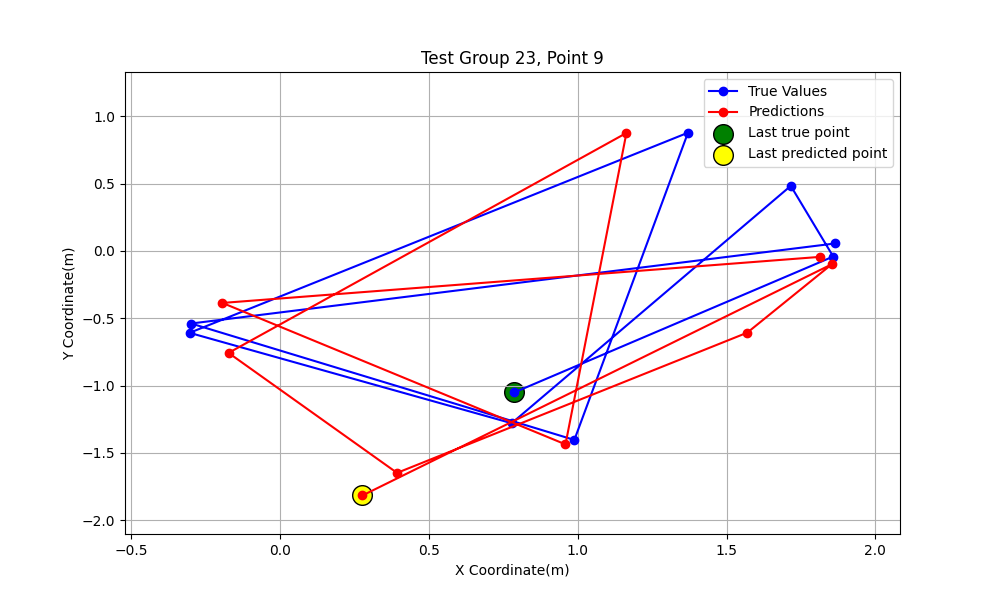 Test Group 23, Point 9
True Values
Predictions
Last true point
Last predicted point
1.0
0.5
0.0
−0.5
−1.0
−1.5
−2.0
Y Coordinate(m)
−0.5 0.0 0.5 1.0 1.5 2.0
X Coordinate(m)